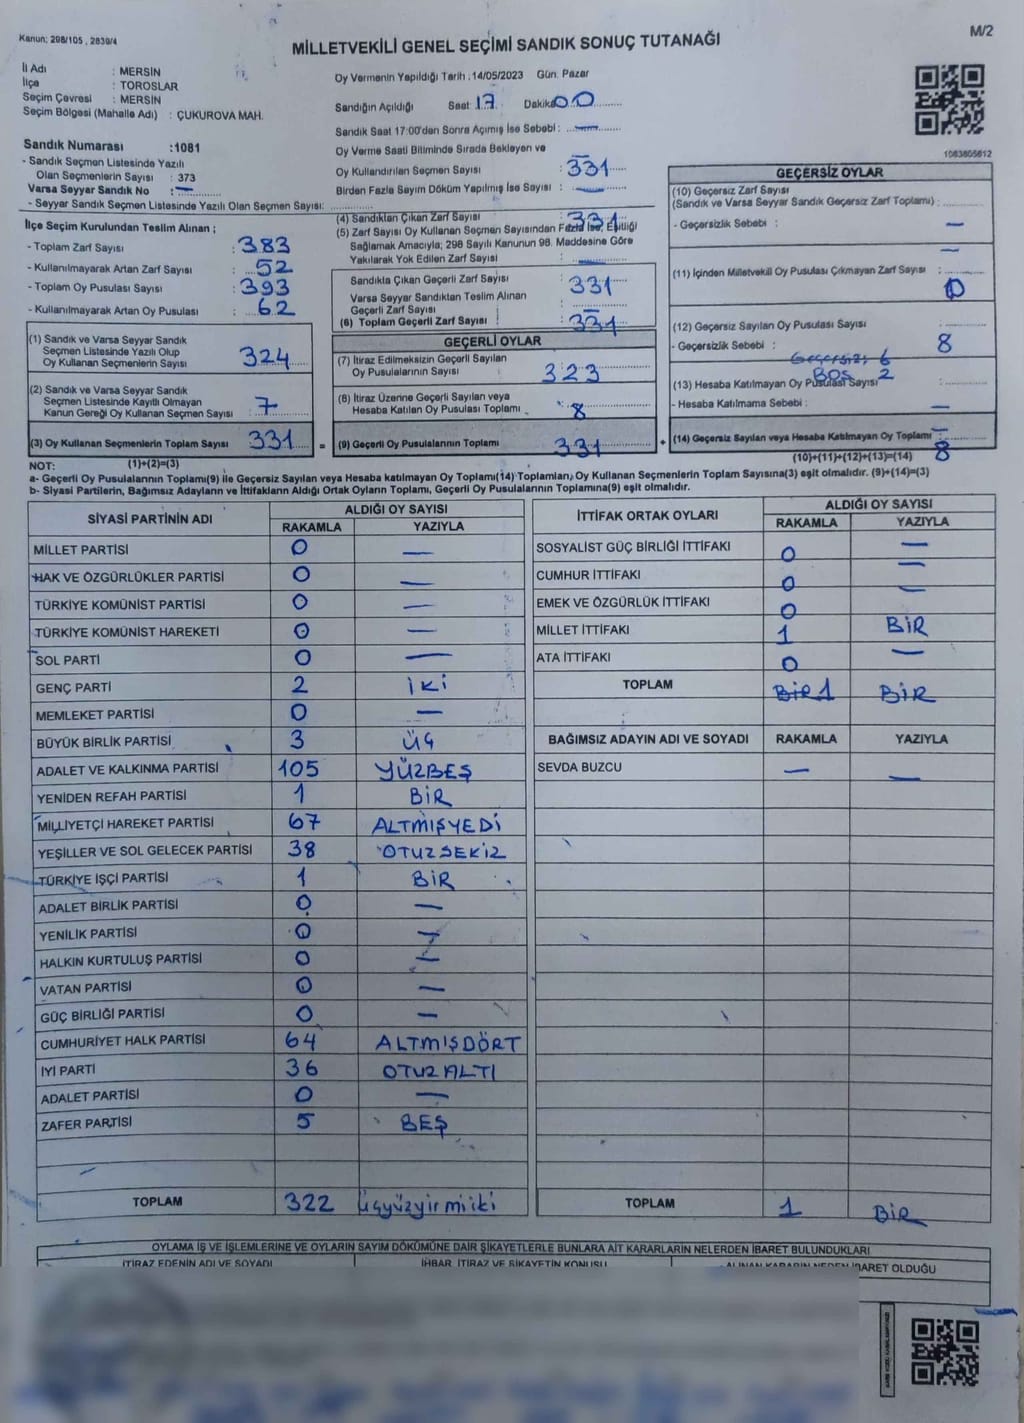 Kanun: 298/105 , 2839/4
M/2
MİLLETVEKİLİ GENEL SEÇİMİ SANDIK SONUÇ TUTANAĞI
İl Adı : MERSİN
İlçe : TOROSLAR
Seçim Çevresi : MERSİN
Seçim Bölgesi (Mahalle Adı) : ÇUKUROVA MAH.
Sandık Numarası :1081
- Sandık Seçmen Listesinde Yazılı
Olan Seçmenlerin Sayısı : 373
Varsa Seyyar Sandık No : —
- Seyyar Sandık Seçmen Listesinde Yazılı Olan Seçmen Sayısı:
Oy Vermenin Yapıldığı Tarih :14/05/2023 Gün: Pazar
Sandığın Açıldığı Saat 17 Dakika 00
Sandık Saat 17:00'den Sonra Açılmış İse Sebebi : —
Oy Verme Saati Bitiminde Sırada Bekleyen ve
Oy Kullandırılan Seçmen Sayısı : 331
Birden Fazla Sayım Döküm Yapılmış İse Sayısı : —
1083805612
İlçe Seçim Kurulundan Teslim Alınan ;
- Toplam Zarf Sayısı : 383
- Kullanılmayarak Artan Zarf Sayısı : 52
- Toplam Oy Pusulası Sayısı : 393
- Kullanılmayarak Artan Oy Pusulası : 62
(1) Sandık ve Varsa Seyyar Sandık
Seçmen Listesinde Yazılı Olup
Oy Kullanan Seçmenlerin Sayısı : 324
(2) Sandık ve Varsa Seyyar Sandık
Seçmen Listesinde Kayıtlı Olmayan
Kanun Gereği Oy Kullanan Seçmen Sayısı : 7
(3) Oy Kullanan Seçmenlerin Toplam Sayısı : 331 =
(4) Sandıktan Çıkan Zarf Sayısı : 331
(5) Zarf Sayısı Oy Kullanan Seçmen Sayısından Fazla İse, Eşitliği
Sağlamak Amacıyla; 298 Sayılı Kanunun 98. Maddesine Göre
Yakılarak Yok Edilen Zarf Sayısı : —
Sandıkta Çıkan Geçerli Zarf Sayısı : 331
Varsa Seyyar Sandıktan Teslim Alınan
Geçerli Zarf Sayısı : —
(6) Toplam Geçerli Zarf Sayısı : 331
GEÇERLİ OYLAR
(7) İtiraz Edilmeksizin Geçerli Sayılan
Oy Pusulalarının Sayısı : 323
(8) İtiraz Üzerine Geçerli Sayılan veya
Hesaba Katılan Oy Pusulası Toplamı : 8
(9) Geçerli Oy Pusulalarının Toplamı : 331 +
GEÇERSİZ OYLAR
(10) Geçersiz Zarf Sayısı
(Sandık ve Varsa Seyyar Sandık Geçersiz Zarf Toplamı) :
- Geçersizlik Sebebi : —
—
(11) İçinden Milletvekili Oy Pusulası Çıkmayan Zarf Sayısı : 0
(12) Geçersiz Sayılan Oy Pusulası Sayısı : 8
- Geçersizlik Sebebi :
Geçersiz: 6
BOŞ 2
(13) Hesaba Katılmayan Oy Pusulası Sayısı :
- Hesaba Katılmama Sebebi : —
(14) Geçersiz Sayılan veya Hesaba Katılmayan Oy Toplamı : 8
(10)+(11)+(12)+(13)=(14)
NOT: (1)+(2)=(3)
a- Geçerli Oy Pusulalarının Toplamı(9) ile Geçersiz Sayılan veya Hesaba katılmayan Oy Toplamı(14) Toplamları; Oy Kullanan Seçmenlerin Toplam Sayısına(3) eşit olmalıdır. (9)+(14)=(3)
b- Siyasi Partilerin, Bağımsız Adayların ve İttifakların Aldığı Ortak Oyların Toplamı, Geçerli Oy Pusulalarının Toplamına(9) eşit olmalıdır.
SİYASİ PARTİNİN ADI ALDIĞI OY SAYISI
RAKAMLA YAZIYLA
MİLLET PARTİSİ 0 —
HAK VE ÖZGÜRLÜKLER PARTİSİ 0 —
TÜRKİYE KOMÜNİST PARTİSİ 0 —
TÜRKİYE KOMÜNİST HAREKETİ 0 —
SOL PARTİ 0 —
GENÇ PARTİ 2 İKİ
MEMLEKET PARTİSİ 0 —
BÜYÜK BİRLİK PARTİSİ 3 ÜÇ
ADALET VE KALKINMA PARTİSİ 105 YÜZBEŞ
YENİDEN REFAH PARTİSİ 1 BİR
MİLLİYETÇİ HAREKET PARTİSİ 67 ALTMIŞYEDİ
YEŞİLLER VE SOL GELECEK PARTİSİ 38 OTUZSEKİZ
TÜRKİYE İŞÇİ PARTİSİ 1 BİR
ADALET BİRLİK PARTİSİ 0 —
YENİLİK PARTİSİ 0 —
HALKIN KURTULUŞ PARTİSİ 0 —
VATAN PARTİSİ 0 —
GÜÇ BİRLİĞİ PARTİSİ 0 —
CUMHURİYET HALK PARTİSİ 64 ALTMIŞDÖRT
İYİ PARTİ 36 OTUZALTI
ADALET PARTİSİ 0 —
ZAFER PARTİSİ 5 BEŞ
TOPLAM 322 üçyüzyirmiiki
İTTİFAK ORTAK OYLARI ALDIĞI OY SAYISI
RAKAMLA YAZIYLA
SOSYALİST GÜÇ BİRLİĞİ İTTİFAKI 0 —
CUMHUR İTTİFAKI 0 —
EMEK VE ÖZGÜRLÜK İTTİFAKI 0 —
MİLLET İTTİFAKI 1 BİR
ATA İTTİFAKI 0 —
TOPLAM BİR 1 BİR
BAĞIMSIZ ADAYIN ADI VE SOYADI RAKAMLA YAZIYLA
SEVDA BUZCU — —
TOPLAM 1 BİR
OYLAMA İŞ VE İŞLEMLERİNE VE OYLARIN SAYIM DÖKÜMÜNE DAİR ŞİKAYETLERLE BUNLARA AİT KARARLARIN NELERDEN İBARET BULUNDUKLARI
İTİRAZ EDENİN ADI VE SOYADI İHBAR, İTİRAZ VE ŞİKAYETİN KONUSU ALINAN KARARIN NEDEN İBARET OLDUĞU